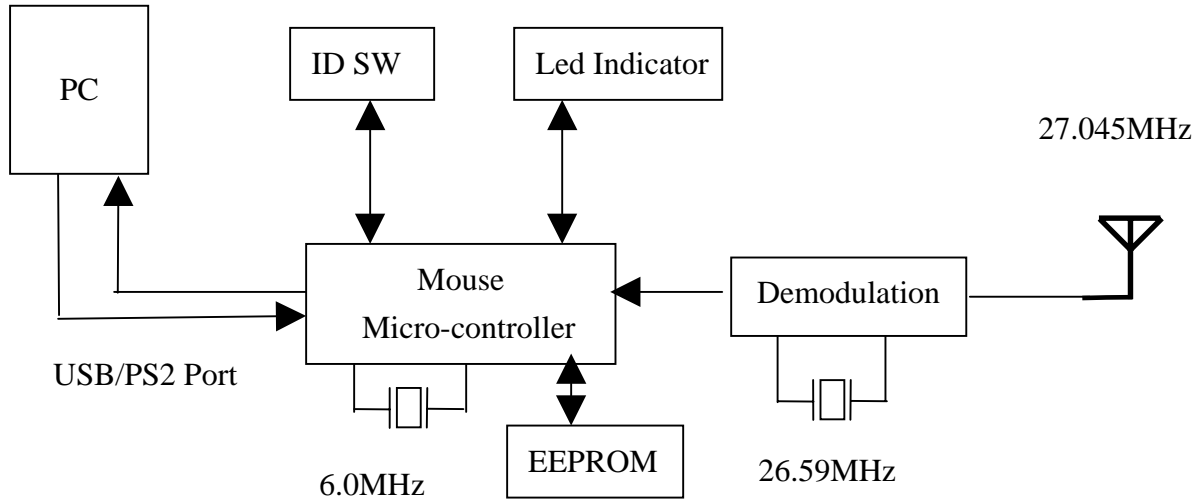 PC
ID SW
Led Indicator
27.045MHz
Mouse
Micro-controller
Demodulation
USB/PS2 Port
6.0MHz
EEPROM
26.59MHz